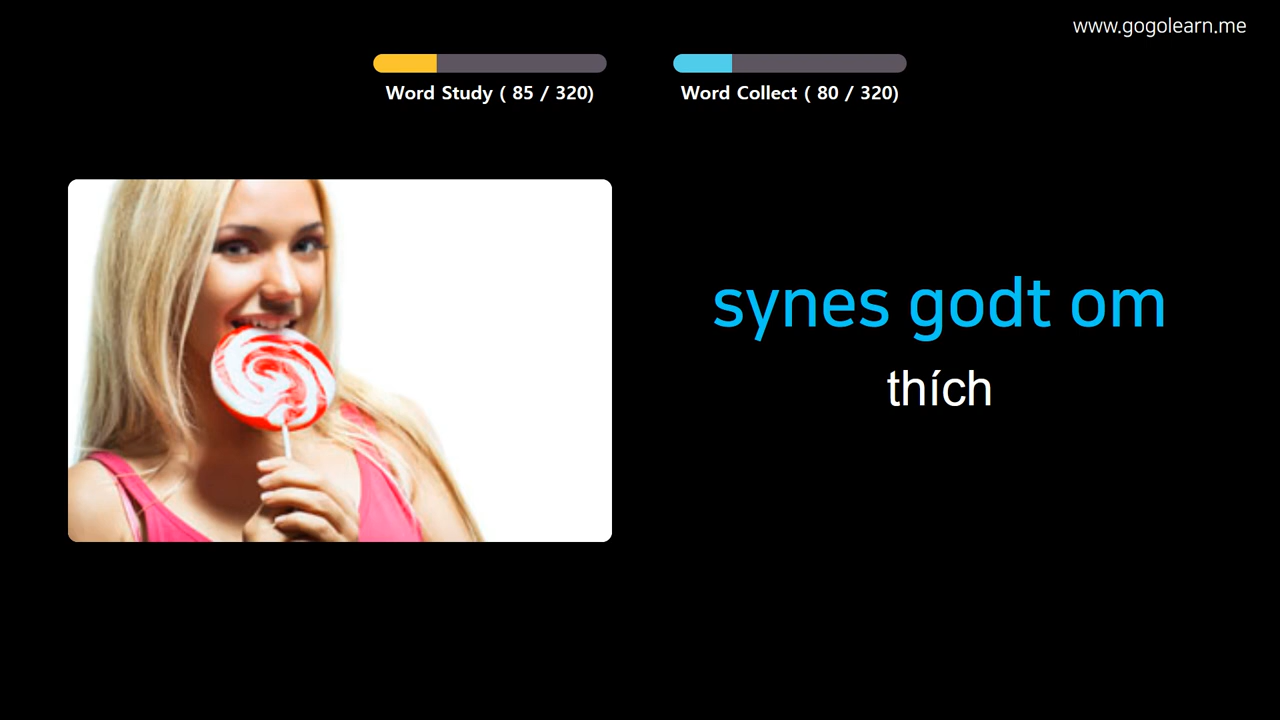 www.gogolearn.me
Word Study ( 85 / 320)
Word Collect ( 80 / 320)
synes godt om
thích